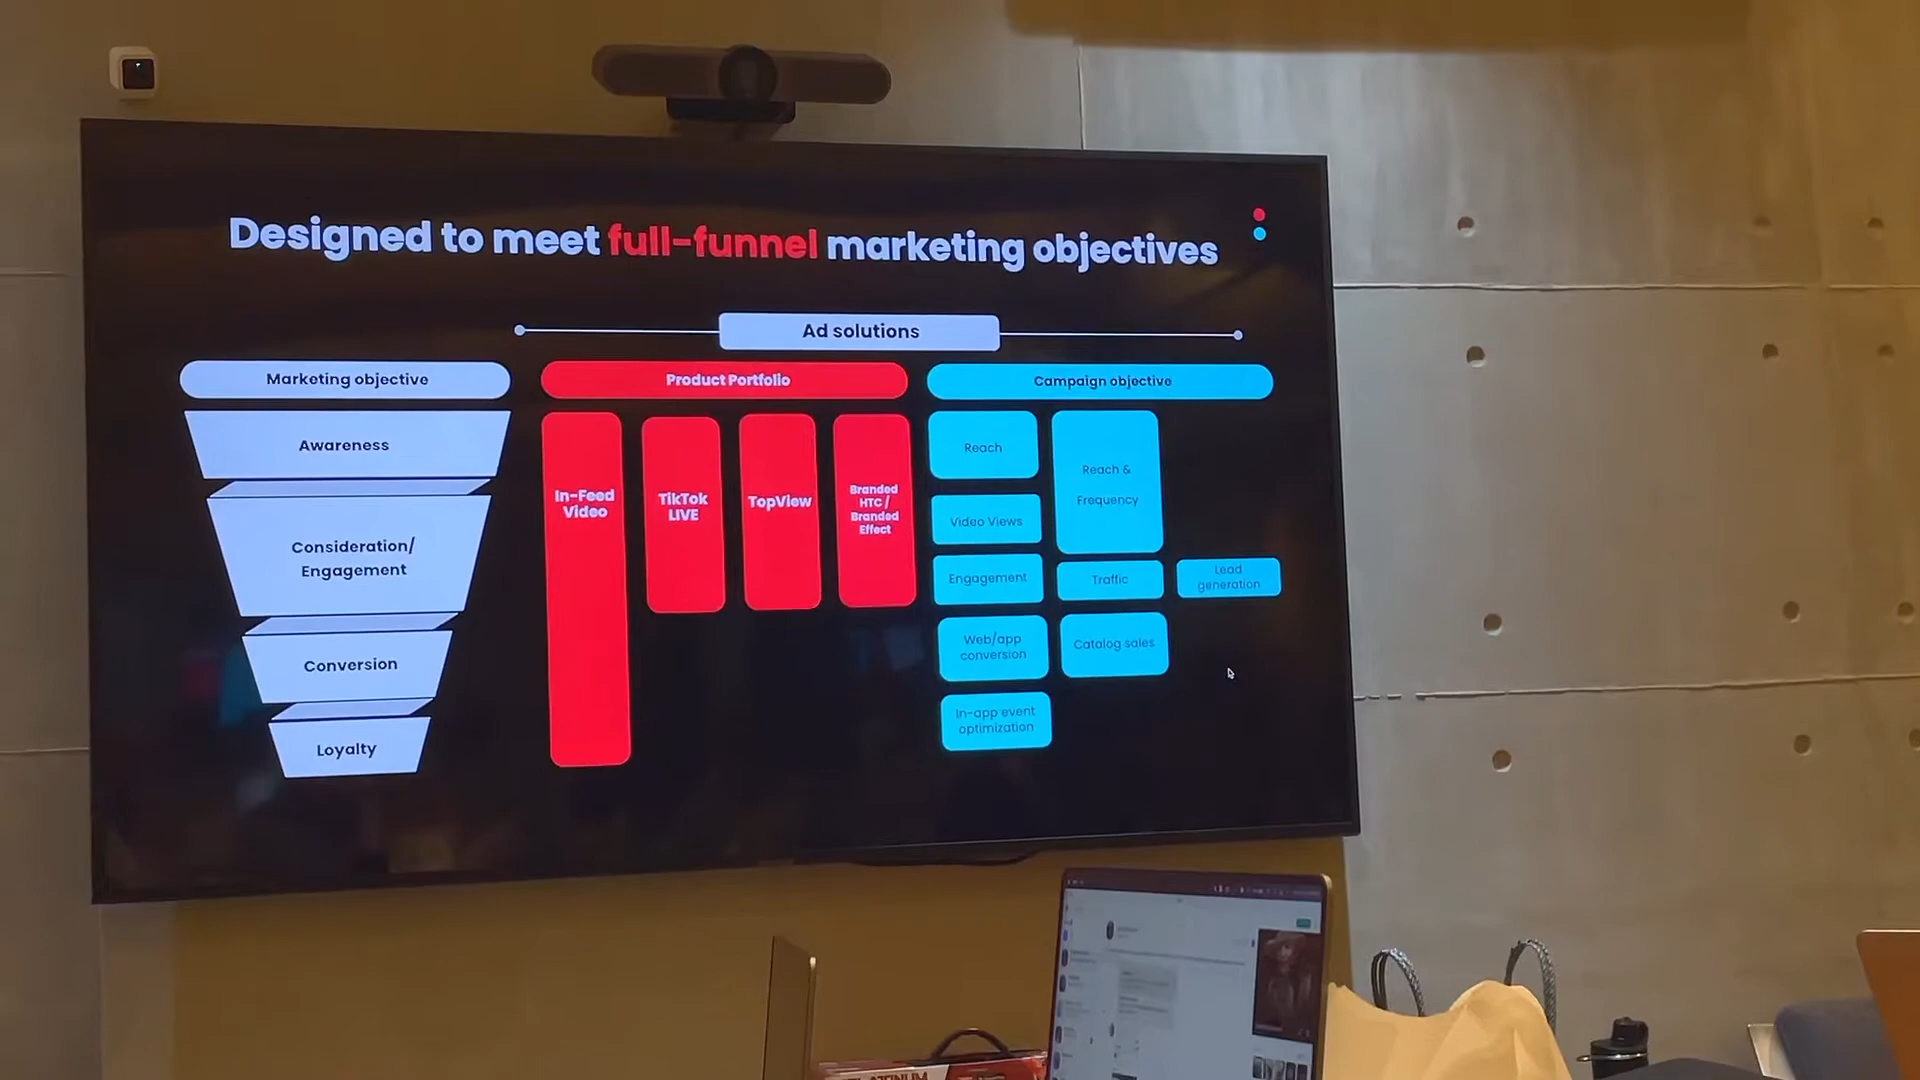 Designed to meet full-funnel marketing objectives
Ad solutions
Marketing objective
Product Portfolio
Campaign objective
Awareness
Consideration/
Engagement
Conversion
Loyalty
In-Feed
Video
TikTok
LIVE
TopView
Branded
HTC /
Branded
Effect
Reach
Reach &
Frequency
Video Views
Engagement
Traffic
Lead
generation
Web/app
conversion
Catalog sales
In-app event
optimization